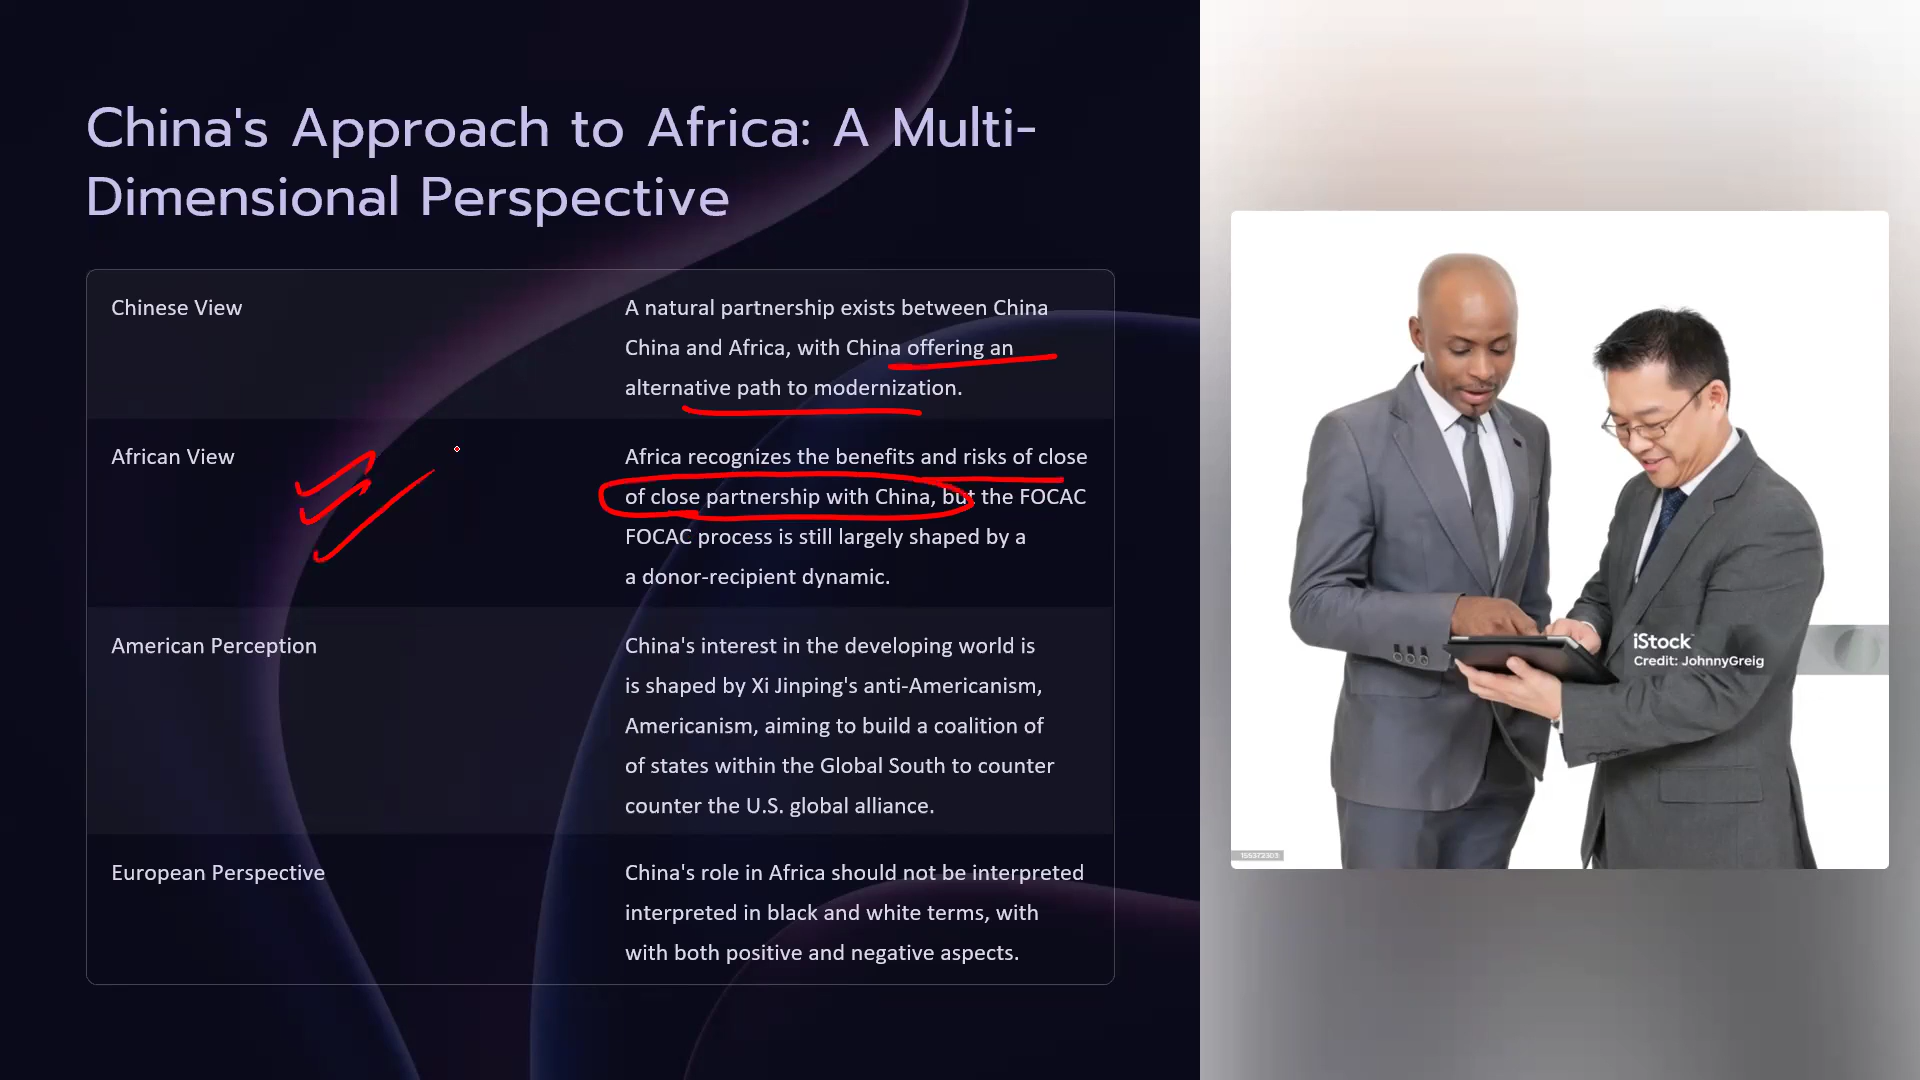 China's Approach to Africa: A Multi-
Dimensional Perspective
Chinese View
A natural partnership exists between China
China and Africa, with China offering an
alternative path to modernization.
African View
Africa recognizes the benefits and risks of close
of close partnership with China, but the FOCAC
FOCAC process is still largely shaped by a
a donor-recipient dynamic.
American Perception
China's interest in the developing world is
is shaped by Xi Jinping's anti-Americanism,
Americanism, aiming to build a coalition of
of states within the Global South to counter
counter the U.S. global alliance.
European Perspective
China's role in Africa should not be interpreted
interpreted in black and white terms, with
with both positive and negative aspects.
iStock
Credit: JohnnyGreig